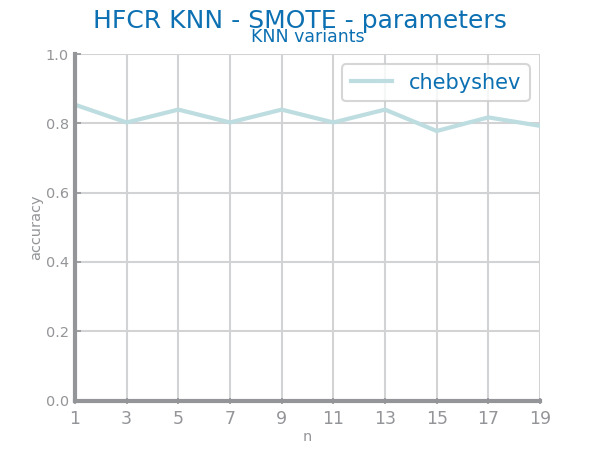 HFCR KNN - SMOTE - parameters
KNN variants
chebyshev
accuracy
1.0
0.8
0.6
0.4
0.2
0.0
1 3 5 7 9 11 13 15 17 19
n